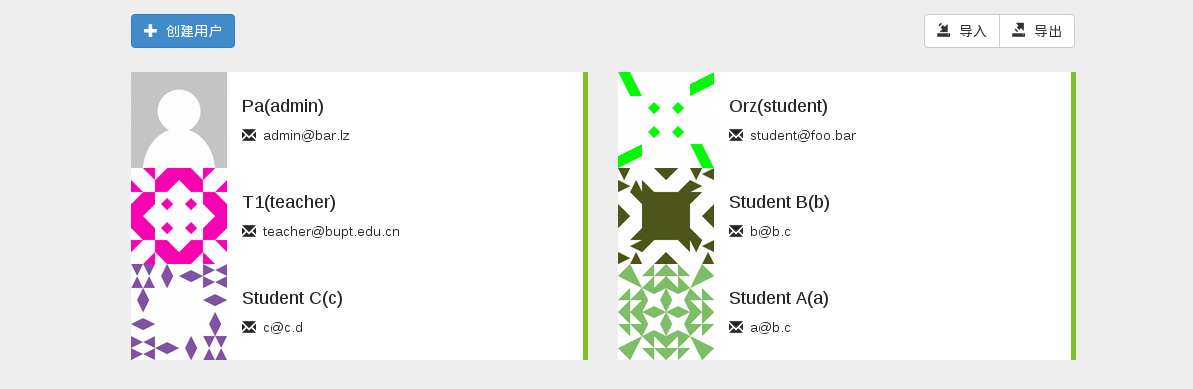 创建用户
导入 导出
Pa(admin)
admin@bar.lz
Orz(student)
student@foo.bar
T1(teacher)
teacher@bupt.edu.cn
Student B(b)
b@b.c
Student C(c)
c@c.d
Student A(a)
a@b.c